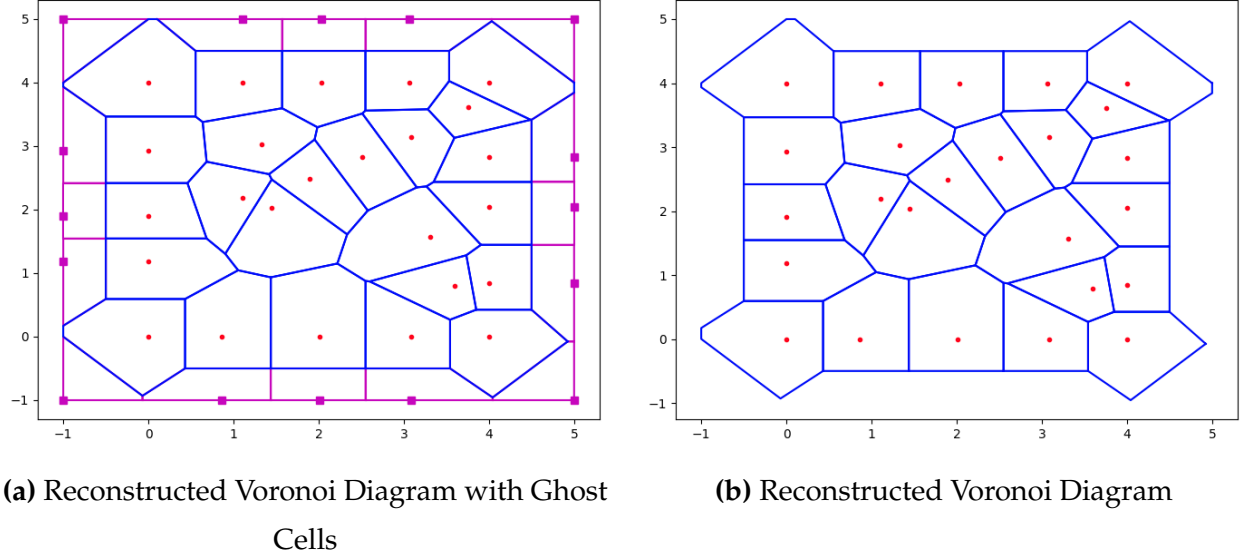 5
4
3
2
1
0
−1
−1 0 1 2 3 4 5
5
4
3
2
1
0
−1
−1 0 1 2 3 4 5
(a) Reconstructed Voronoi Diagram with Ghost
Cells
(b) Reconstructed Voronoi Diagram